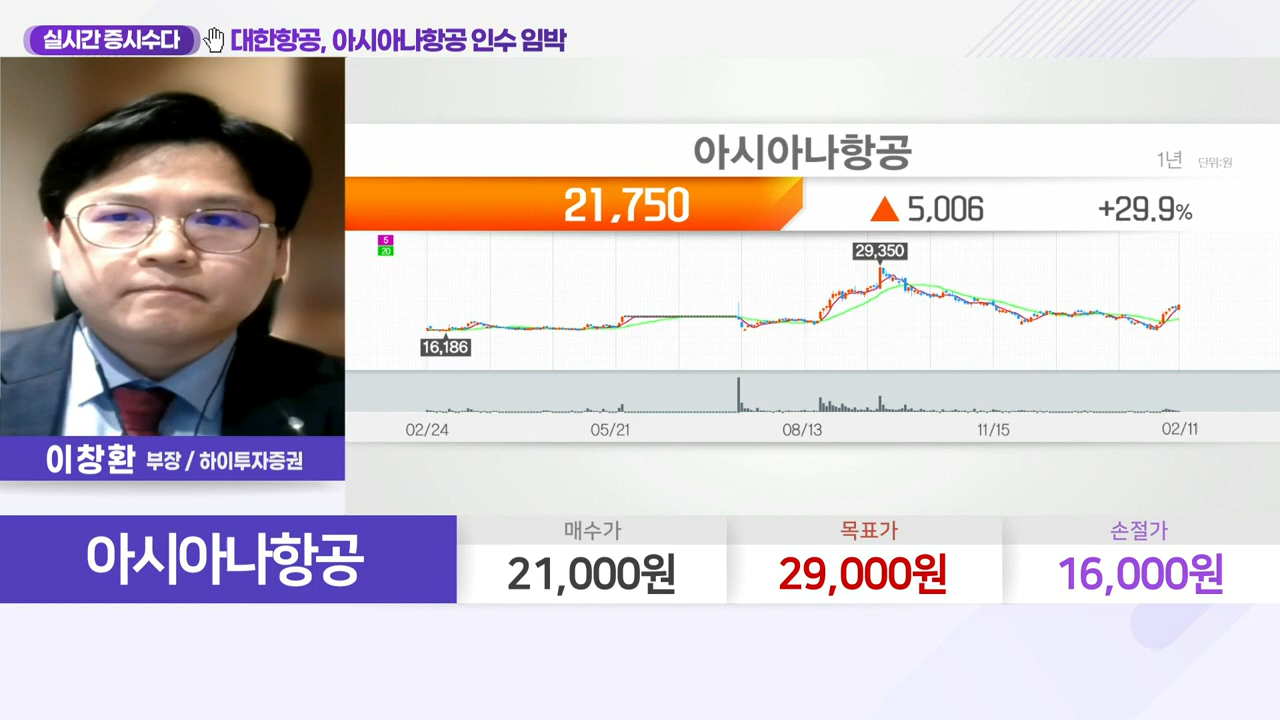 실시간 증시수다
대한항공, 아시아나항공 인수 임박
아시아나항공
1년 단위:원
21,750 ▲ 5,006 +29.9%
5
20
29,350
16,186
02/24 05/21 08/13 11/15 02/11
이창환 부장 / 하이투자증권
아시아나항공
매수가 목표가 손절가
21,000원 29,000원 16,000원